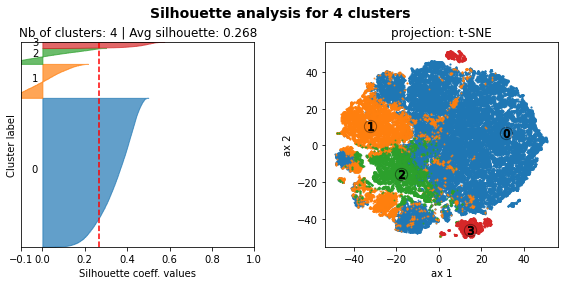 Silhouette analysis for 4 clusters
Nb of clusters: 4 | Avg silhouette: 0.268
3
2
1
0
Cluster label
−0.1 0.0 0.2 0.4 0.6 0.8 1.0
Silhouette coeff. values
projection: t-SNE
40
20
0
−20
−40
ax 2
1
0
2
3
−40 −20 0 20 40
ax 1